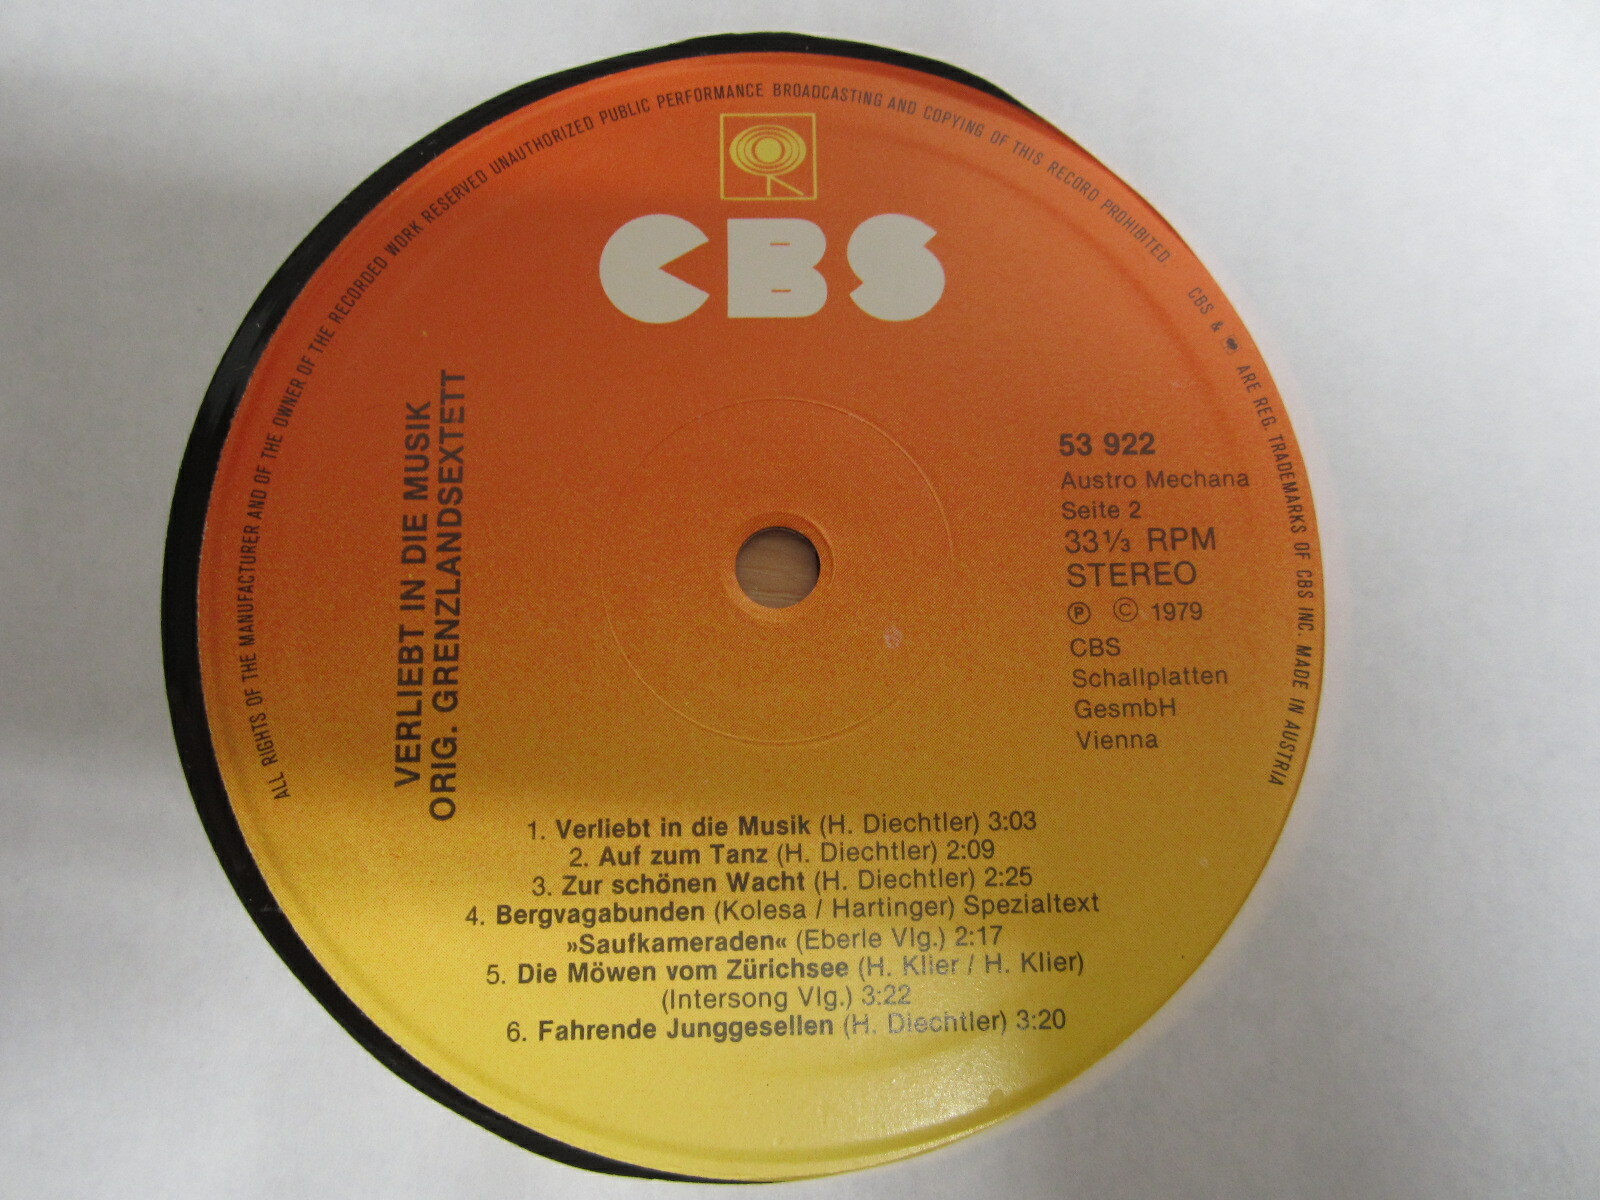 ALL RIGHTS OF THE MANUFACTURER AND OF THE OWNER OF THE RECORDED WORK RESERVED UNAUTHORIZED PUBLIC PERFORMANCE BROADCASTING AND COPYING OF THIS RECORD PROHIBITED.
CBS & ARE REG. TRADEMARKS OF CBS INC. MADE IN AUSTRIA
CBS
VERLIEBT IN DIE MUSIK
ORIG. GRENZLANDSEXTETT
53 922
Austro Mechana
Seite 2
33⅓ RPM
STEREO
Ⓟ © 1979
CBS
Schallplatten
GesmbH
Vienna
1. Verliebt in die Musik (H. Diechtler) 3:03
2. Auf zum Tanz (H. Diechtler) 2:09
3. Zur schönen Wacht (H. Diechtler) 2:25
4. Bergvagabunden (Kolesa / Hartinger) Spezialtext
»Saufkameraden« (Eberle Vlg.) 2:17
5. Die Möwen vom Zürichsee (H. Klier / H. Klier)
(Intersong Vlg.) 3:22
6. Fahrende Junggesellen (H. Diechtler) 3:20